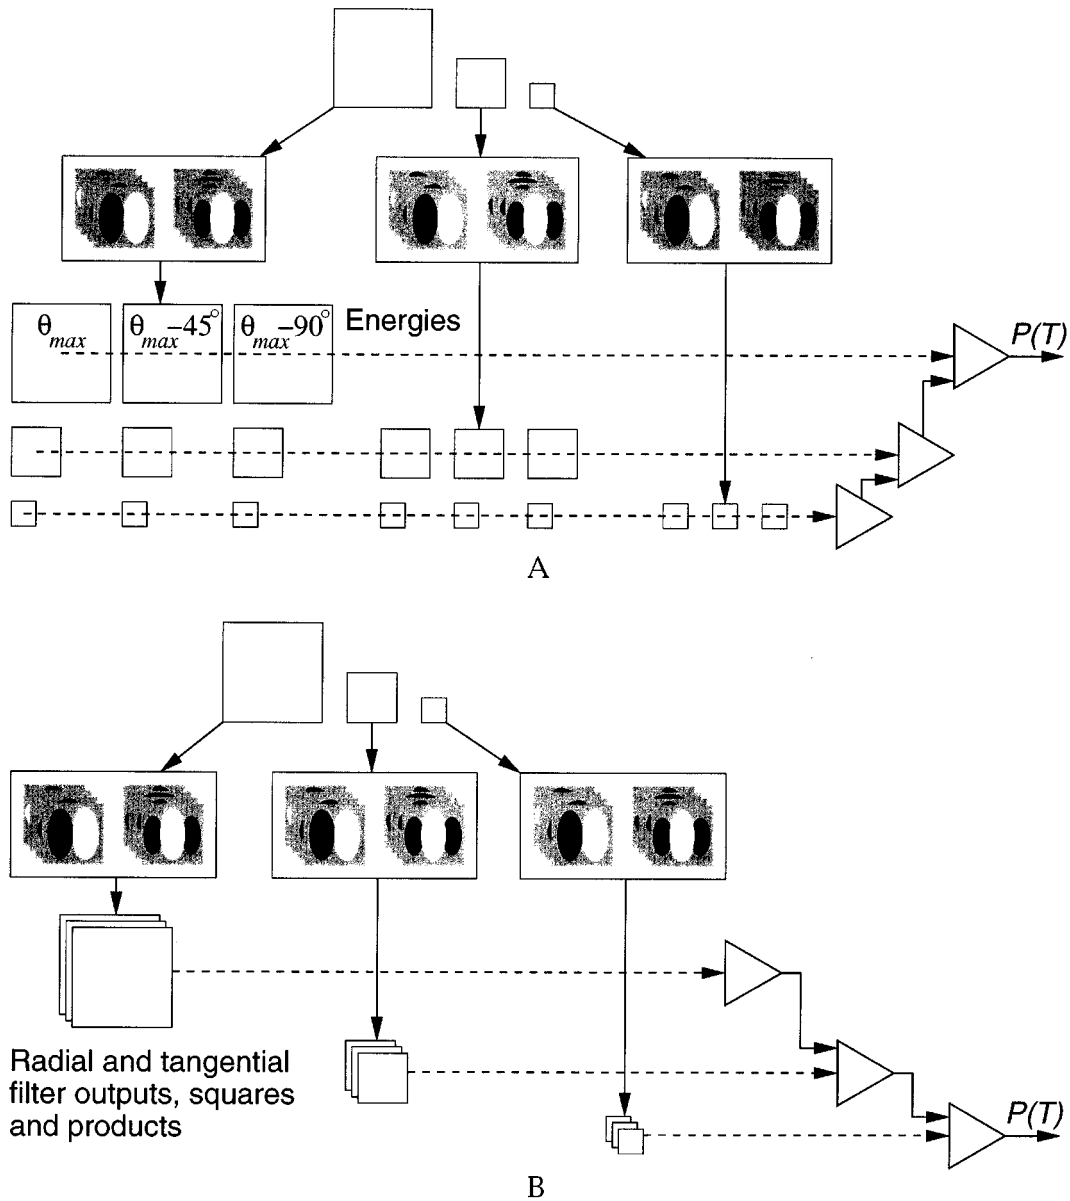 θmax
θmax−45°
θmax−90°
Energies
P(T)
A
Radial and tangential
filter outputs, squares
and products
P(T)
B